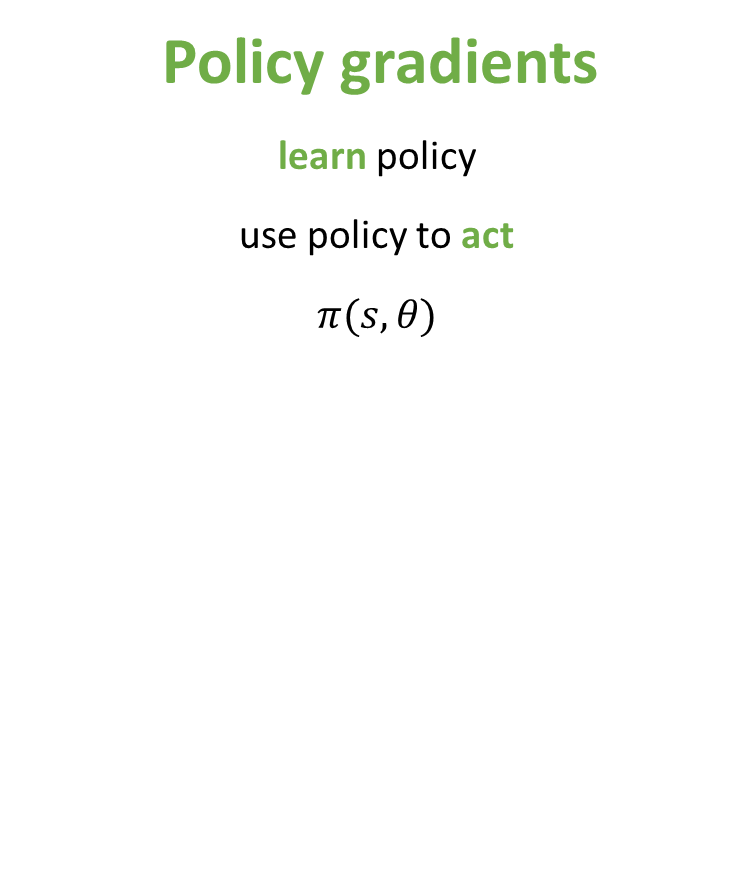 Policy gradients
learn policy
use policy to act
π(s, θ)